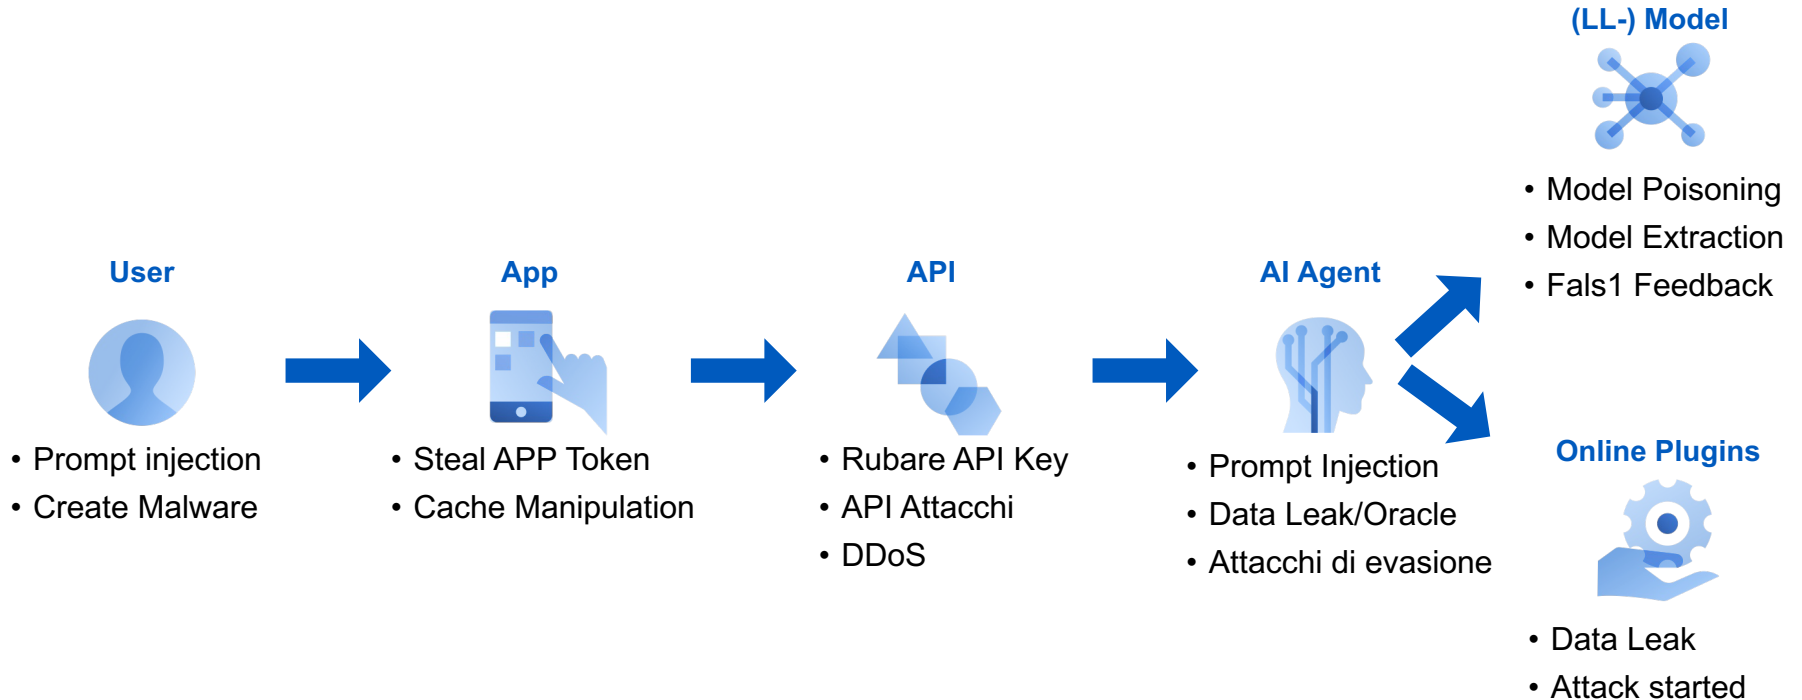 User
• Prompt injection
• Create Malware
App
• Steal APP Token
• Cache Manipulation
API
• Rubare API Key
• API Attacchi
• DDoS
AI Agent
• Prompt Injection
• Data Leak/Oracle
• Attacchi di evasione
(LL-) Model
• Model Poisoning
• Model Extraction
• Fals1 Feedback
Online Plugins
• Data Leak
• Attack started